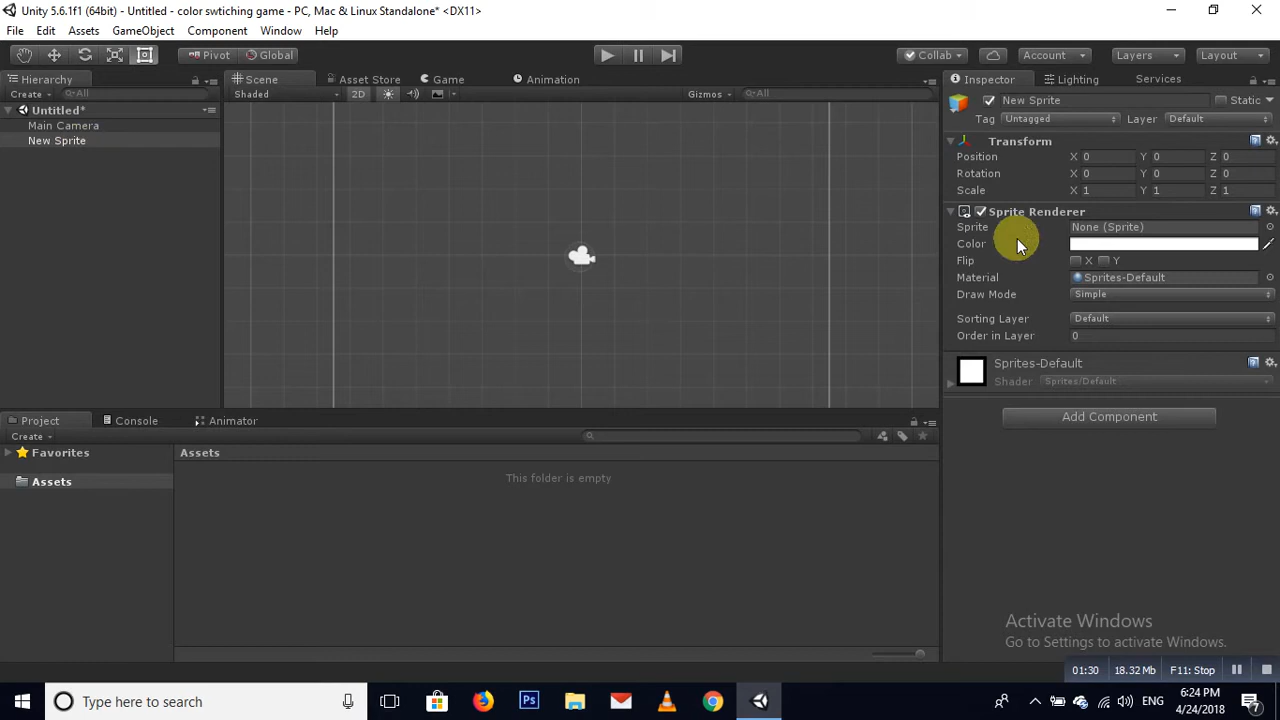 Unity 5.6.1f1 (64bit) - Untitled - color swtiching game - PC, Mac & Linux Standalone* <DX11>
File Edit Assets GameObject Component Window Help
Pivot Global Collab Account Layers Layout
Hierarchy Scene Asset Store Game Animation Inspector Lighting Services
Create All Shaded 2D Gizmos All
New Sprite Static
Untitled*
Tag Untagged Layer Default
Main Camera
New Sprite
Transform
Position X 0 Y 0 Z 0
Rotation X 0 Y 0 Z 0
Scale X 1 Y 1 Z 1
Sprite Renderer
Sprite None (Sprite)
Color
Flip X Y
Material Sprites-Default
Draw Mode Simple
Sorting Layer Default
Order in Layer 0
Sprites-Default
Shader Sprites/Default
Add Component
Project Console Animator
Create
Favorites
Assets
Assets
This folder is empty
Activate Windows
Go to Settings to activate Windows.
01:30 18.32 Mb F11: Stop
Type here to search
Ps
ENG
6:24 PM
4/24/2018
7